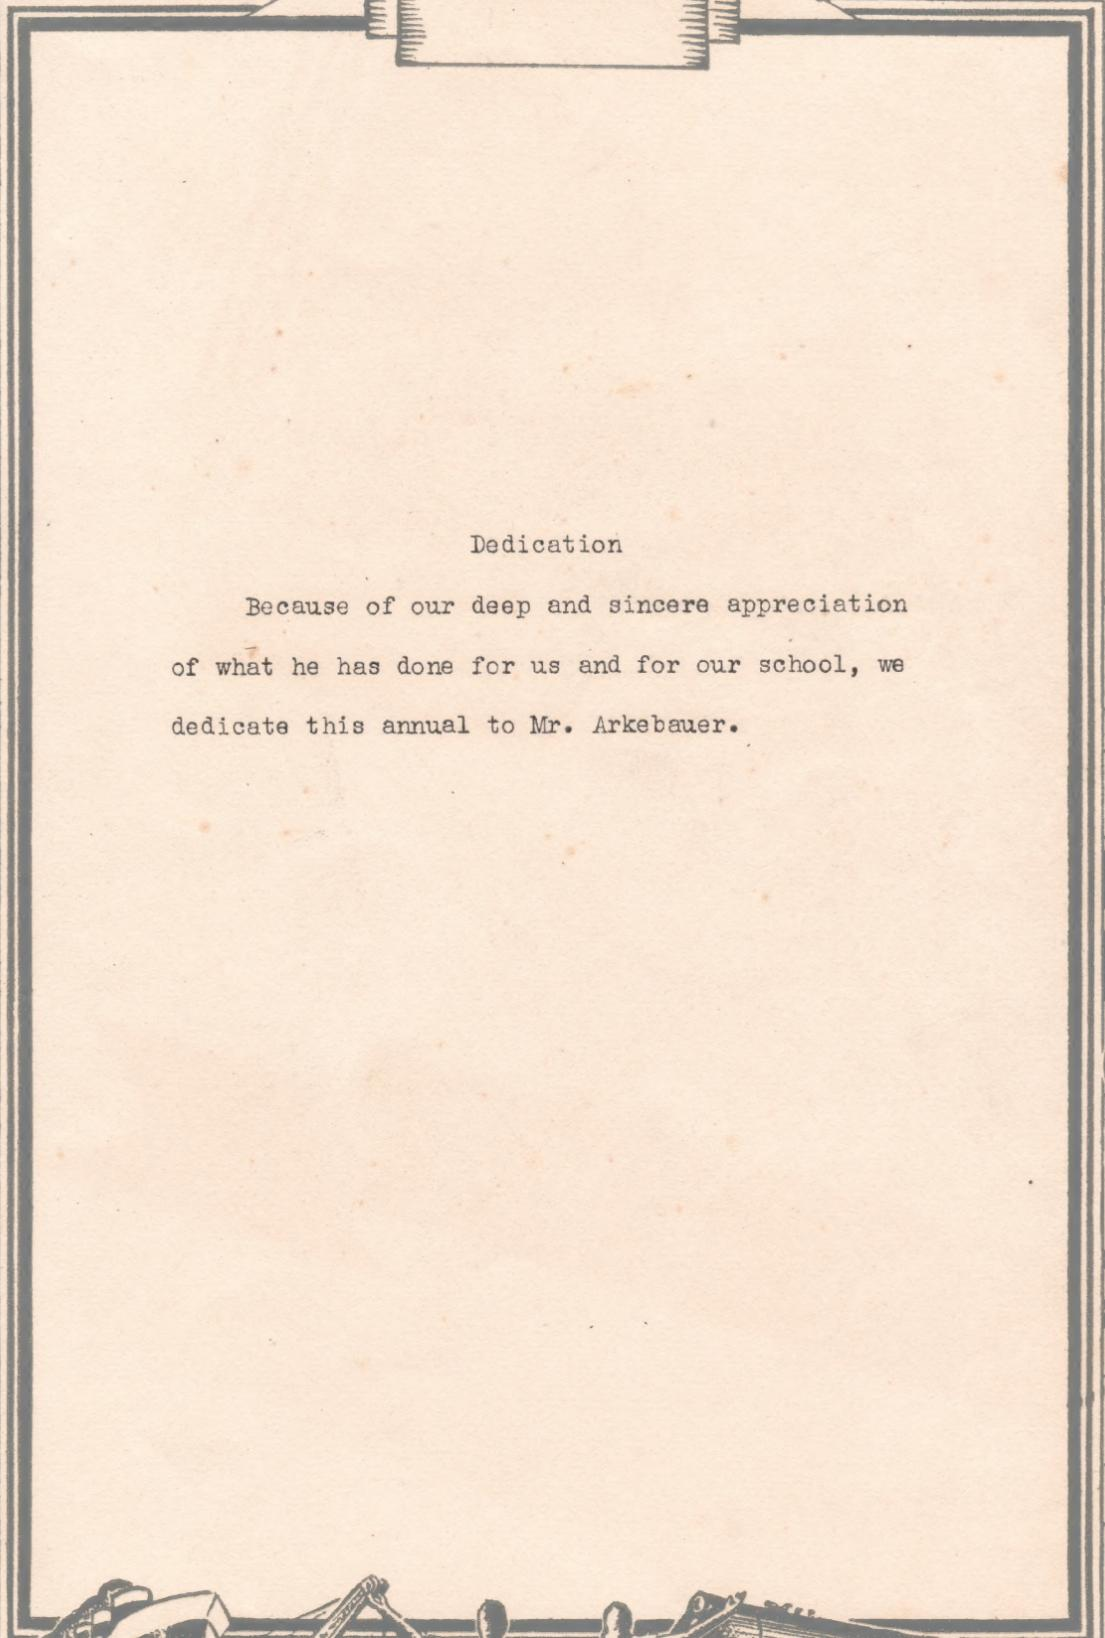 Dedication
Because of our deep and sincere appreciation
of what he has done for us and for our school, we
dedicate this annual to Mr. Arkebauer.